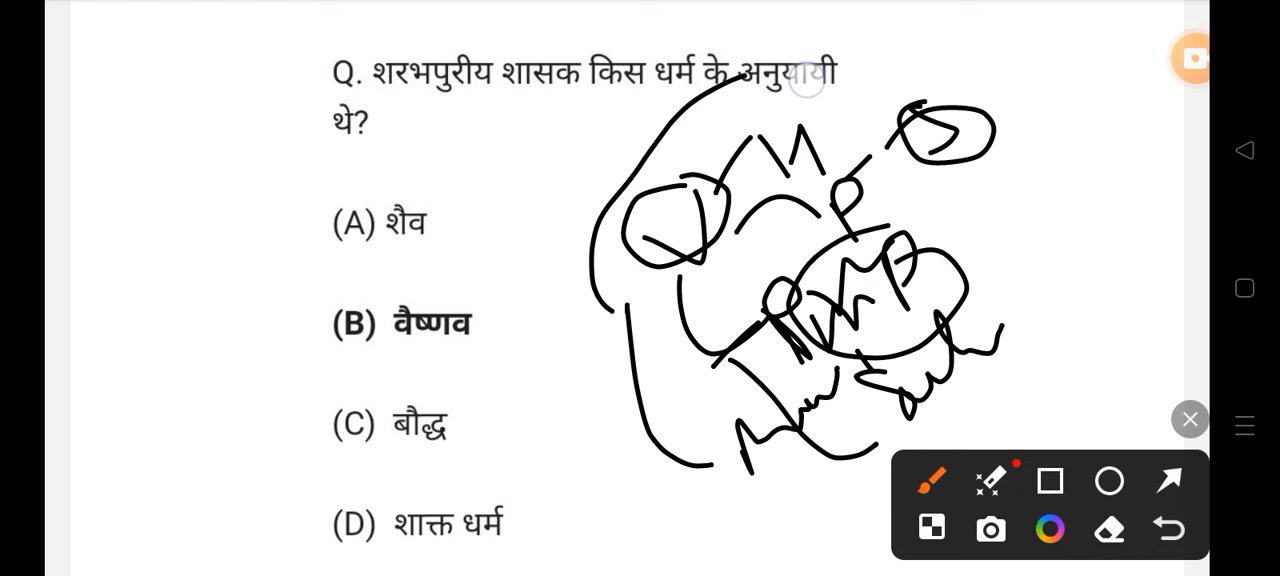 Q. शरभपुरीय शासक किस धर्म के अनुयायी
थे?
(A) शैव
(B) वैष्णव
(C) बौद्ध
(D) शाक्त धर्म